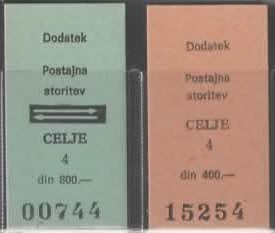 Dodatek
Postajna
storitev
CELJE
4
din 800.—
00744
Dodatek
Postajna
storitev
CELJE
4
din 400.—
15254